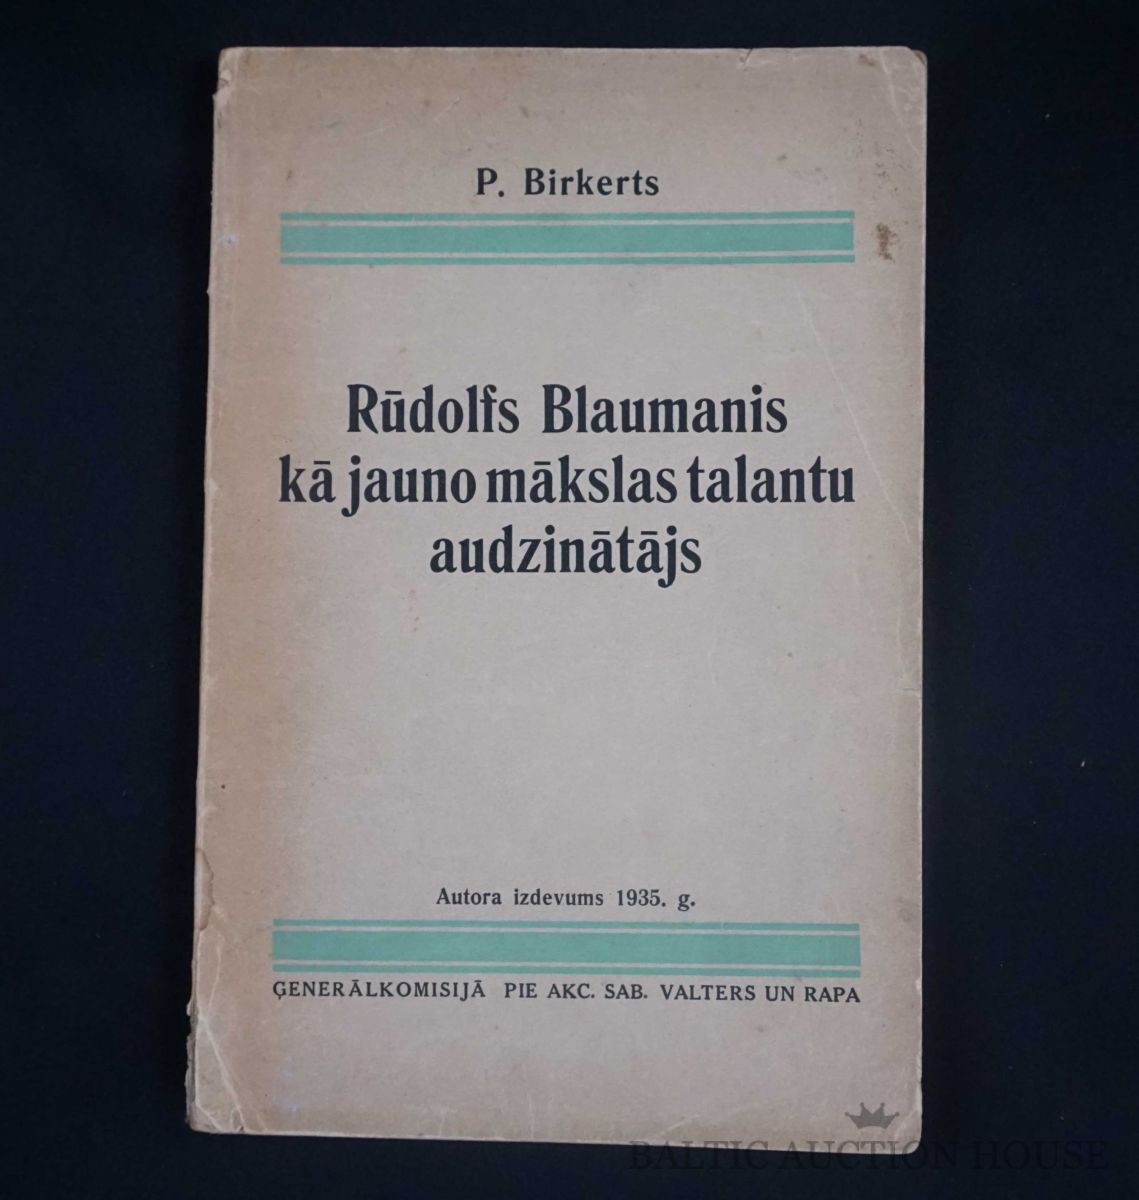 P. Birkerts
Rūdolfs Blaumanis
kā jauno mākslas talantu
audzinātājs
Autora izdevums 1935. g.
ĢENERĀLKOMISIJĀ PIE AKC. SAB. VALTERS UN RAPA
BALTIC AUCTION HOUSE